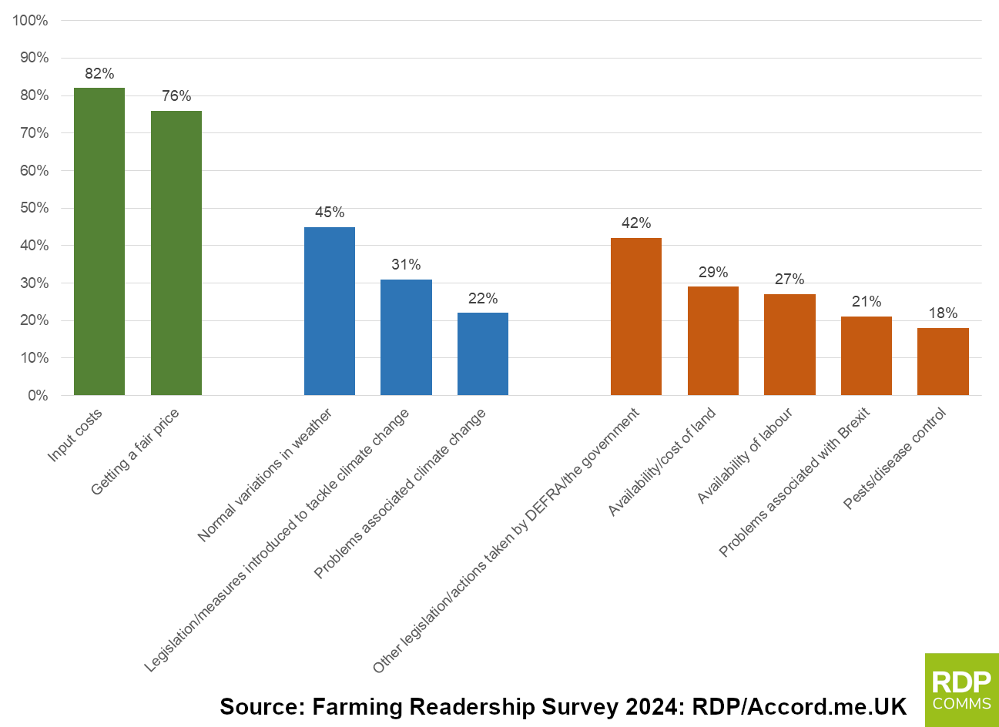 100%
90%
80%
70%
60%
50%
40%
30%
20%
10%
0%
82%
76%
45%
31%
22%
42%
29%
27%
21%
18%
Input costs
Getting a fair price
Normal variations in weather
Legislation/measures introduced to tackle climate change
Problems associated climate change
Other legislation/actions taken by DEFRA/the government
Availability/cost of land
Availability of labour
Problems associated with Brexit
Pests/disease control
Source: Farming Readership Survey 2024: RDP/Accord.me.UK
RDP
COMMS